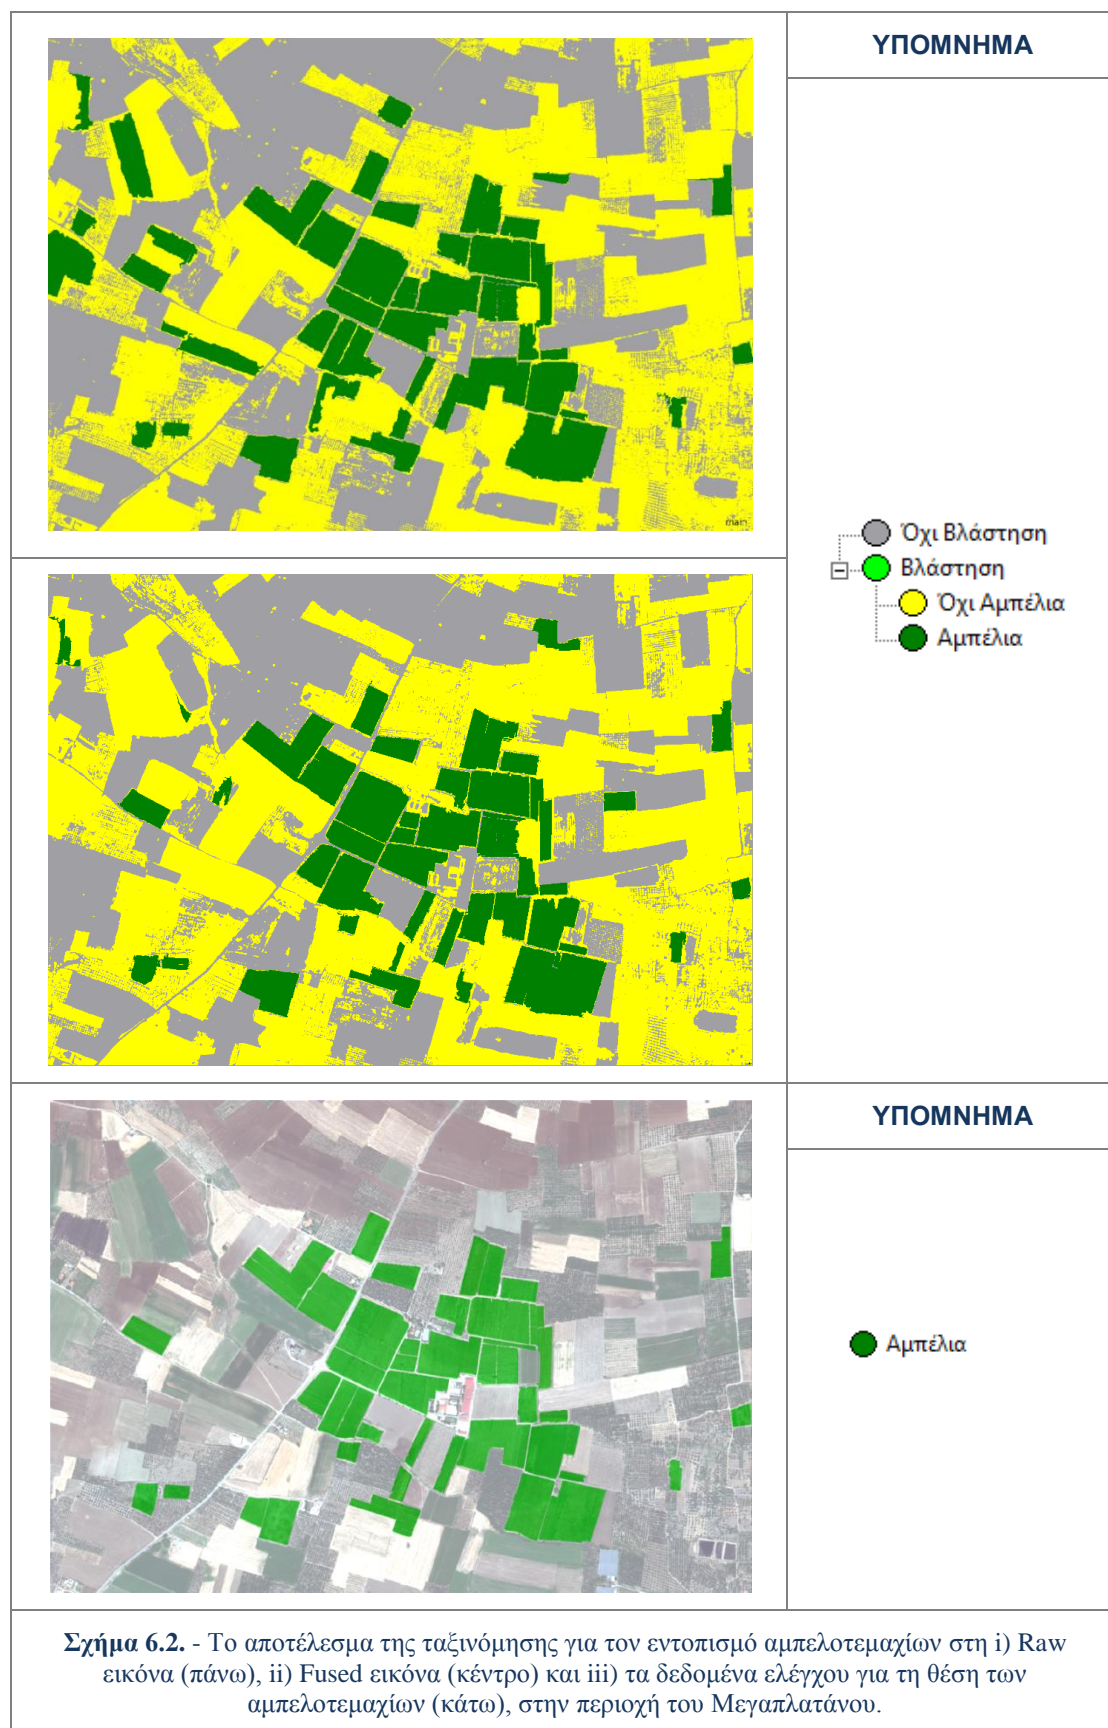 ΥΠΟΜΝΗΜΑ
main
Όχι Βλάστηση
Βλάστηση
Όχι Αμπέλια
Αμπέλια
ΥΠΟΜΝΗΜΑ
Αμπέλια
Σχήμα 6.2. - Το αποτέλεσμα της ταξινόμησης για τον εντοπισμό αμπελοτεμαχίων στη i) Raw
εικόνα (πάνω), ii) Fused εικόνα (κέντρο) και iii) τα δεδομένα ελέγχου για τη θέση των
αμπελοτεμαχίων (κάτω), στην περιοχή του Μεγαπλατάνου.